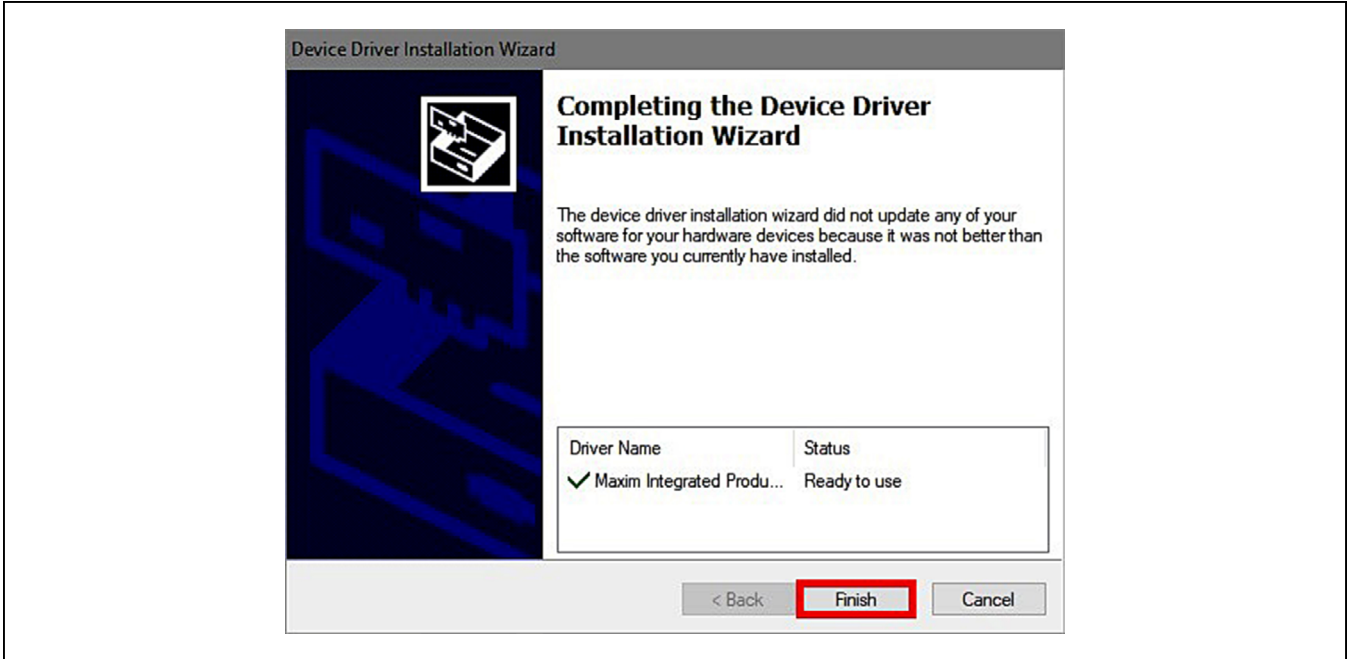 Device Driver Installation Wizard
Completing the Device Driver
Installation Wizard
The device driver installation wizard did not update any of your
software for your hardware devices because it was not better than
the software you currently have installed.
Driver Name Status
Maxim Integrated Produ... Ready to use
< Back Finish Cancel